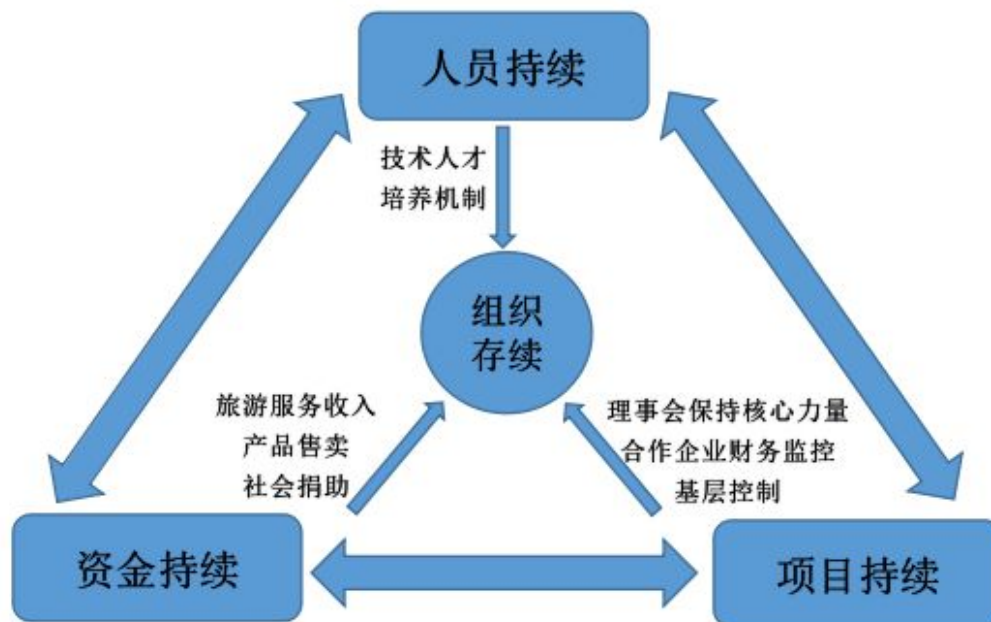 人员持续
技术人才
培养机制
组织
存续
旅游服务收入
产品售卖
社会捐助
理事会保持核心力量
合作企业财务监控
基层控制
资金持续
项目持续